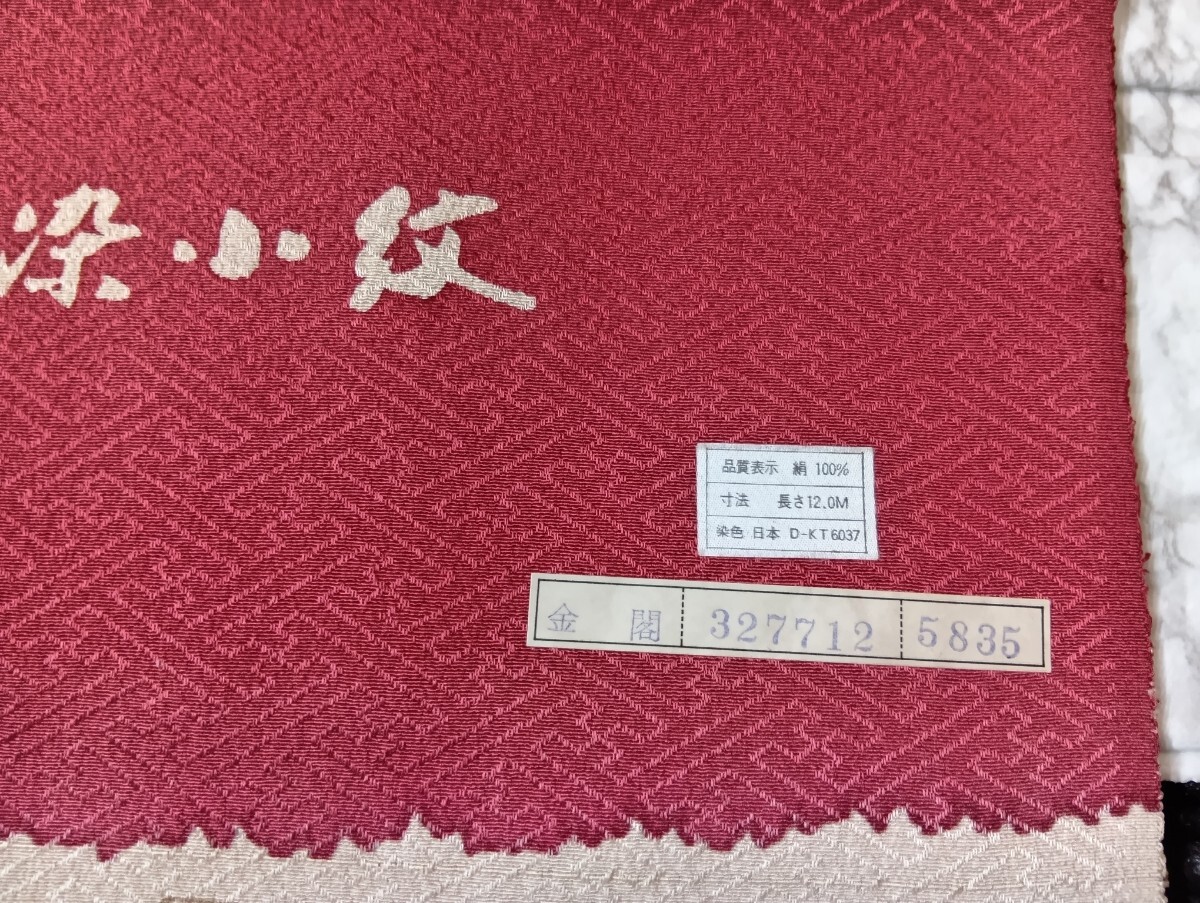 染小紋
品質表示 絹 100%
寸法 長さ12.0M
染色 日本 D-KT6037
金 閣 327712 5835